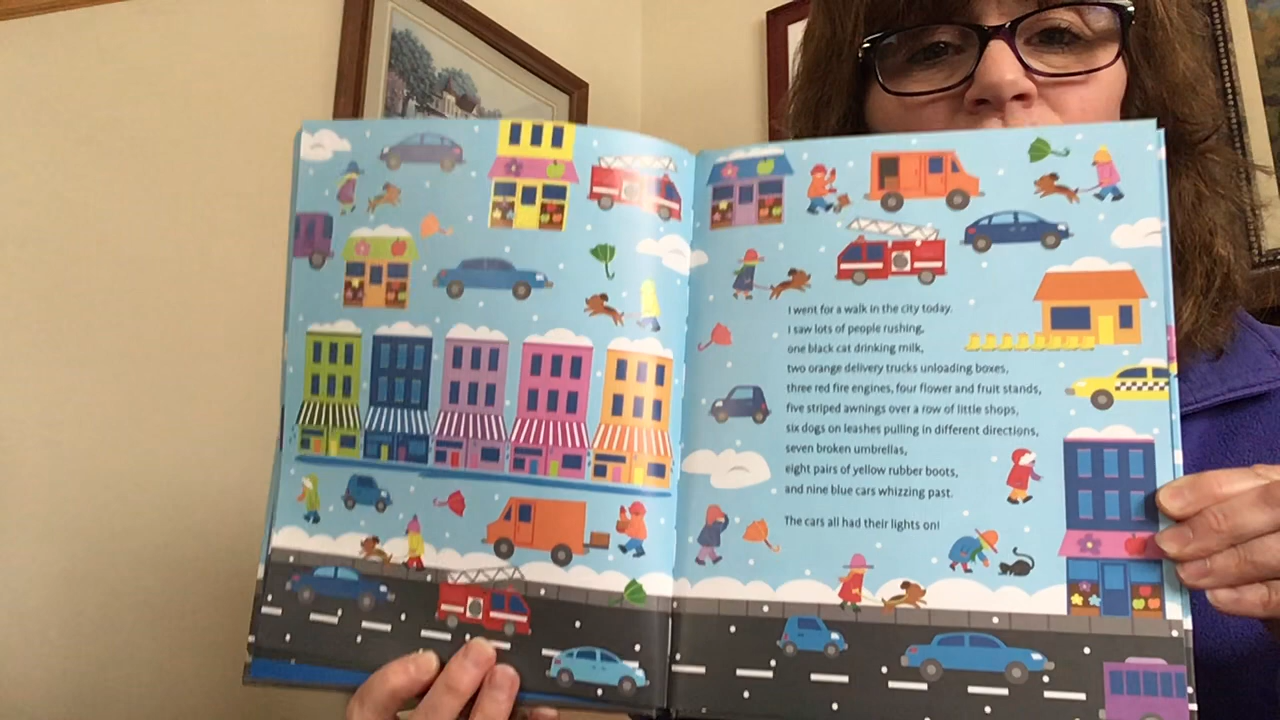 I went for a walk in the city today.
I saw lots of people rushing,
one black cat drinking milk,
two orange delivery trucks unloading boxes,
three red fire engines, four flower and fruit stands,
five striped awnings over a row of little shops,
six dogs on leashes pulling in different directions,
seven broken umbrellas,
eight pairs of yellow rubber boots,
and nine blue cars whizzing past.
The cars all had their lights on!